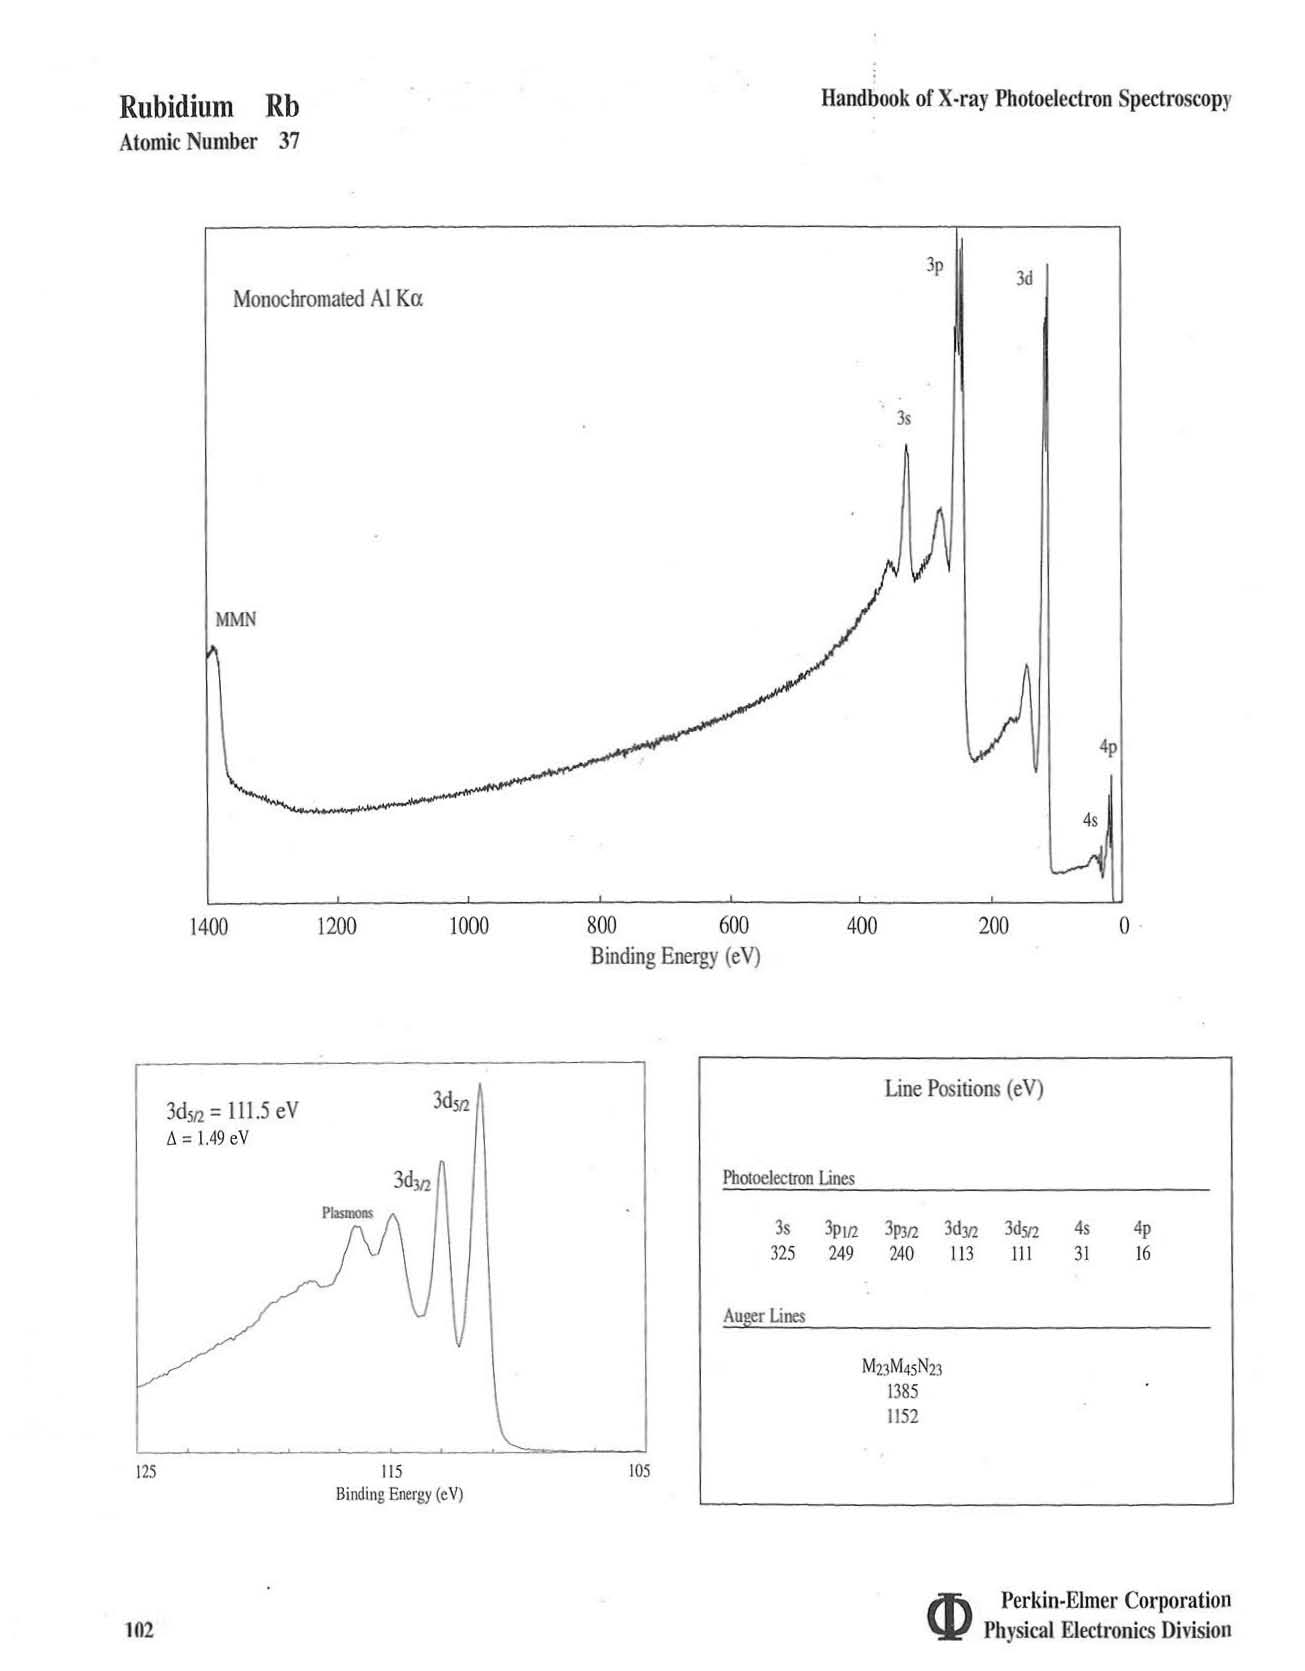 Rubidium Rb
Atomic Number 37
Handbook of X-ray Photoelectron Spectroscopy
Monochromated Al Kα
3p
3d
3s
MMN
4p
4s
1400 1200 1000 800 600 400 200 0
Binding Energy (eV)
3d5/2 = 111.5 eV
Δ = 1.49 eV
3d5/2
3d3/2
Plasmons
125 115 105
Binding Energy (eV)
Line Positions (eV)
Photoelectron Lines
3s 3p1/2 3p3/2 3d3/2 3d5/2 4s 4p
325 249 240 113 111 31 16
Auger Lines
M23M45N23
1385
1152
102
Perkin-Elmer Corporation
Physical Electronics Division